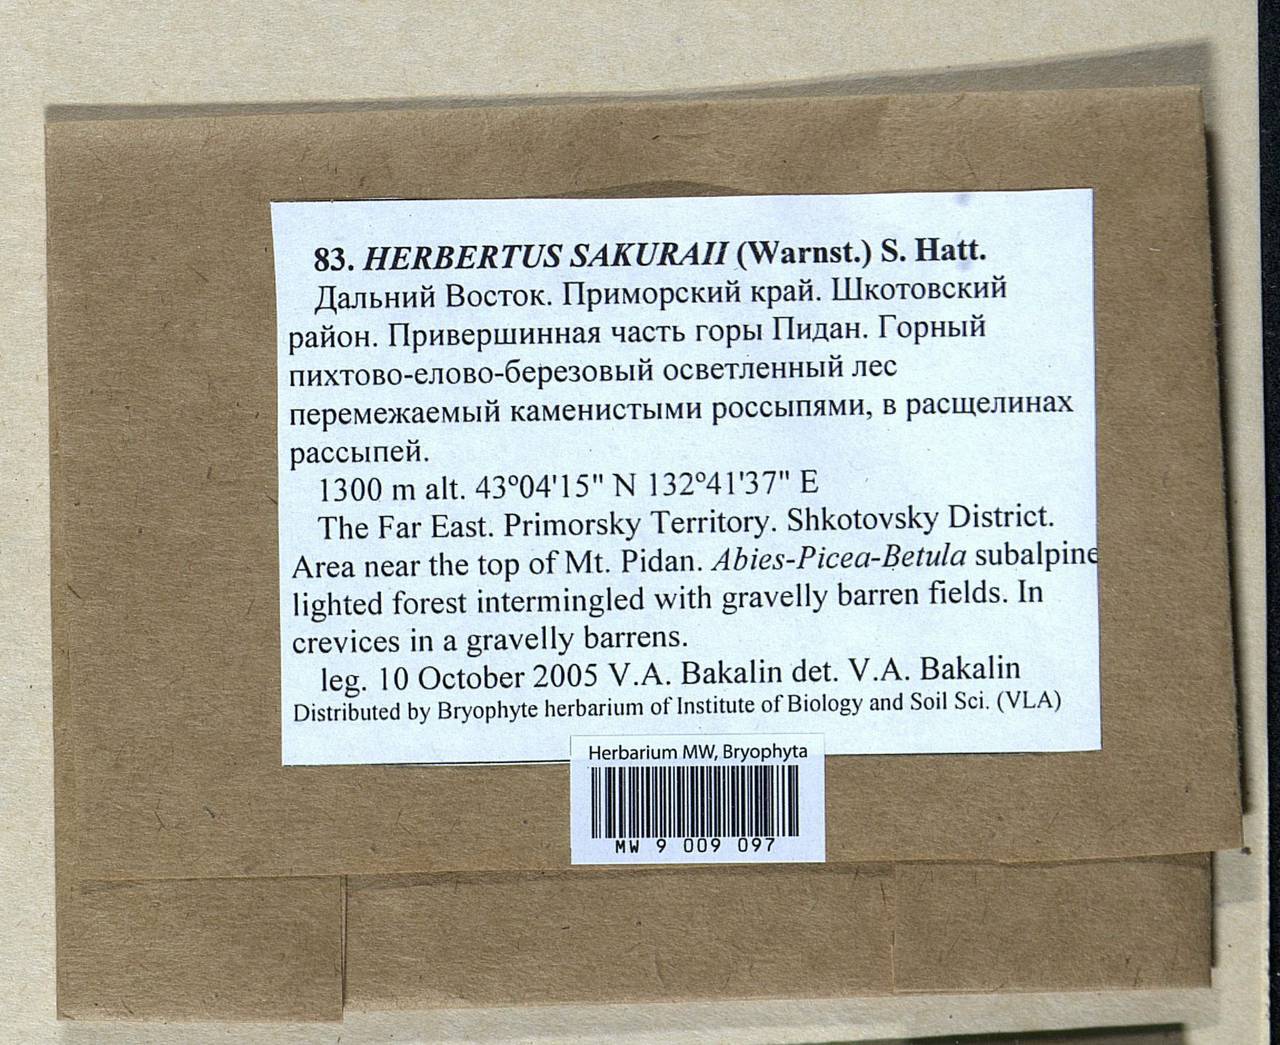 83. HERBERTUS SAKURAII (Warnst.) S. Hatt.
Дальний Восток. Приморский край. Шкотовский
район. Привершинная часть горы Пидан. Горный
пихтово-елово-березовый осветленный лес
перемежаемый каменистыми россыпями, в расщелинах
рассыпей.
1300 m alt. 43º04'15" N 132º41'37" E
The Far East. Primorsky Territory. Shkotovsky District.
Area near the top of Mt. Pidan. Abies-Picea-Betula subalpine
lighted forest intermingled with gravelly barren fields. In
crevices in a gravelly barrens.
leg. 10 October 2005 V.A. Bakalin det. V.A. Bakalin
Distributed by Bryophyte herbarium of Institute of Biology and Soil Sci. (VLA)
Herbarium MW, Bryophyta
MW 9 009 097